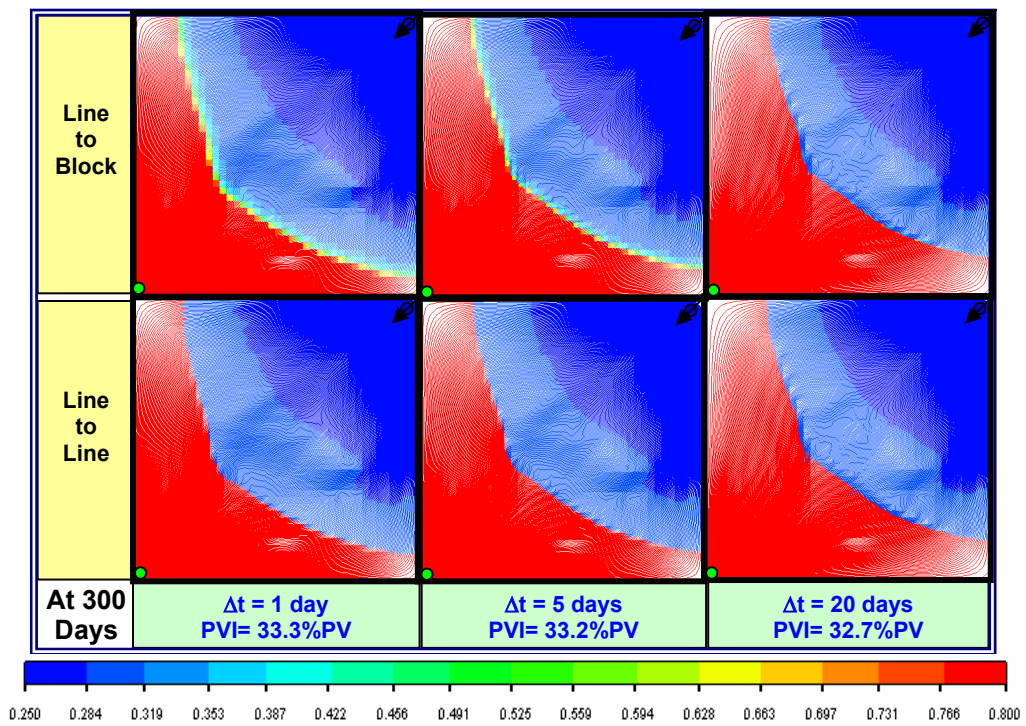 Line
to
Block
Line
to
Line
At 300
Days
Δt = 1 day
PVI= 33.3%PV
Δt = 5 days
PVI= 33.2%PV
Δt = 20 days
PVI= 32.7%PV
0.250 0.284 0.319 0.353 0.387 0.422 0.456 0.491 0.525 0.559 0.594 0.628 0.663 0.697 0.731 0.766 0.800